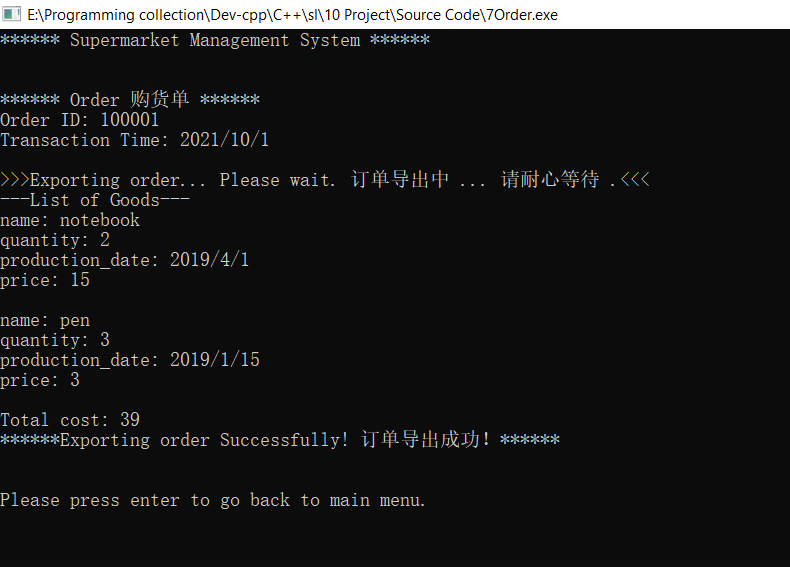 E:\Programming collection\Dev-cpp\C++\sl\10 Project\Source Code\7Order.exe
****** Supermarket Management System ******
****** Order 购货单 ******
Order ID: 100001
Transaction Time: 2021/10/1
>>>Exporting order... Please wait. 订单导出中 ... 请耐心等待 .<<<
---List of Goods---
name: notebook
quantity: 2
production_date: 2019/4/1
price: 15
name: pen
quantity: 3
production_date: 2019/1/15
price: 3
Total cost: 39
******Exporting order Successfully! 订单导出成功! ******
Please press enter to go back to main menu.